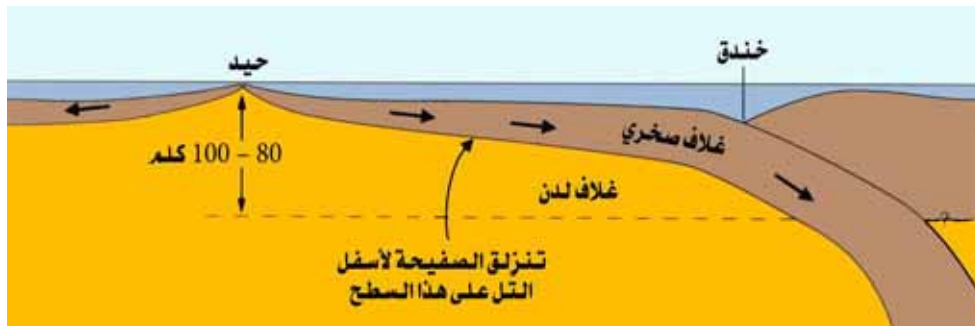 خندق
حيد
غلاف صخري
80 – 100 كلم
غلاف لدن
?
تنزلق الصفيحة لأسفل
التل على هذا السطح